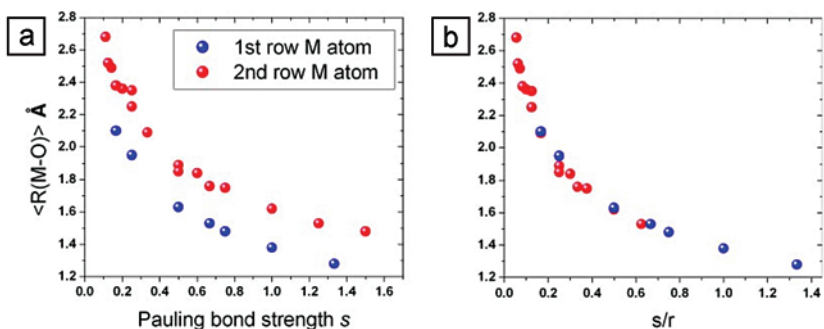 a
1st row M atom
2nd row M atom
<R(M-O)> Å
2.8
2.6
2.4
2.2
2.0
1.8
1.6
1.4
1.2
0.0 0.2 0.4 0.6 0.8 1.0 1.2 1.4 1.6
Pauling bond strength s
b
2.8
2.6
2.4
2.2
2.0
1.8
1.6
1.4
1.2
0.0 0.2 0.4 0.6 0.8 1.0 1.2 1.4
s/r